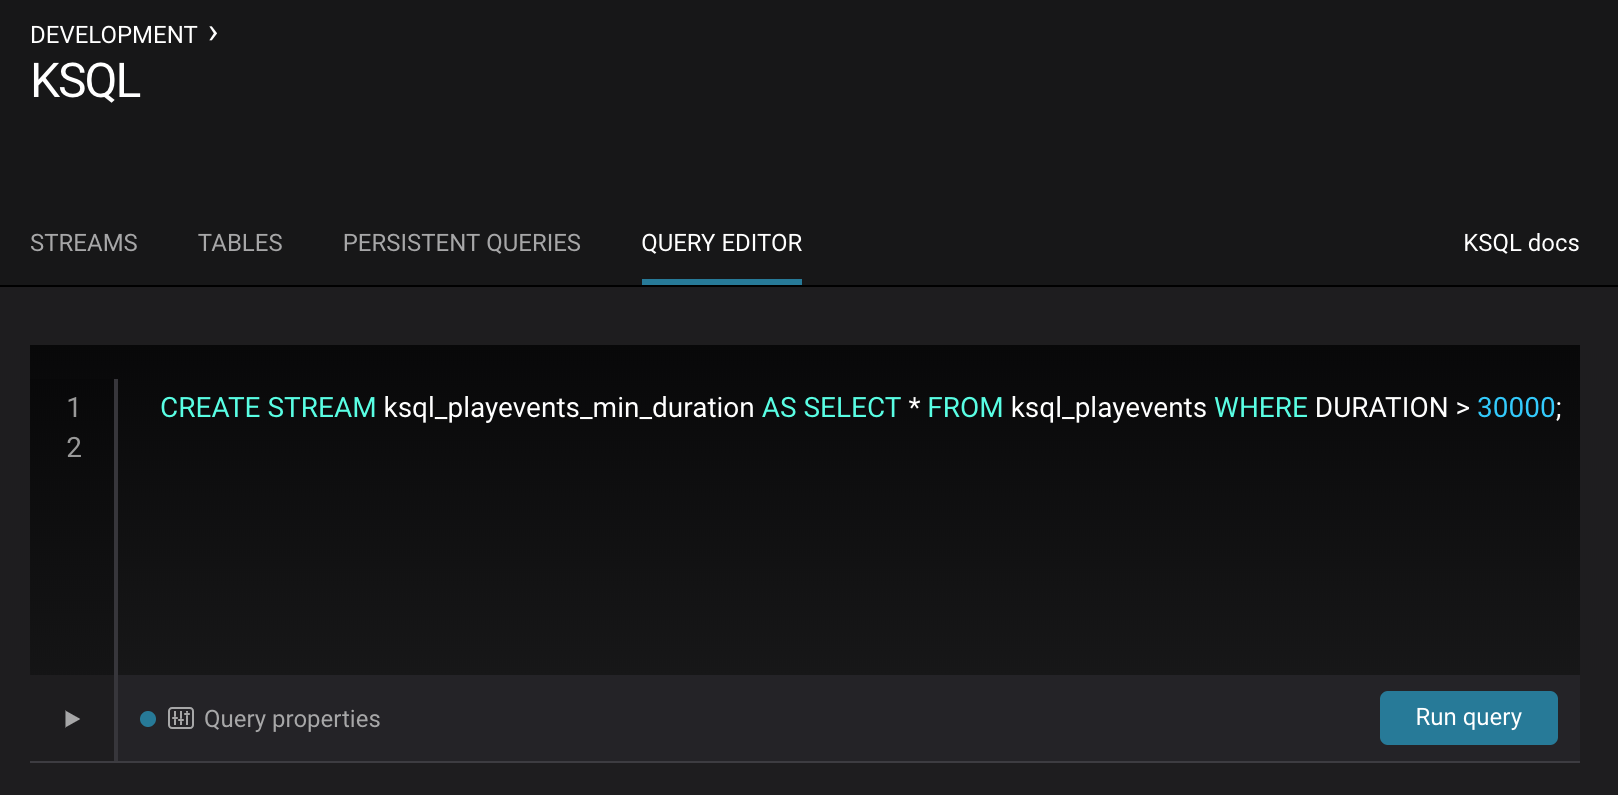 DEVELOPMENT ›
KSQL
STREAMS TABLES PERSISTENT QUERIES QUERY EDITOR KSQL docs
1 CREATE STREAM ksql_playevents_min_duration AS SELECT * FROM ksql_playevents WHERE DURATION > 30000;
2
Query properties Run query